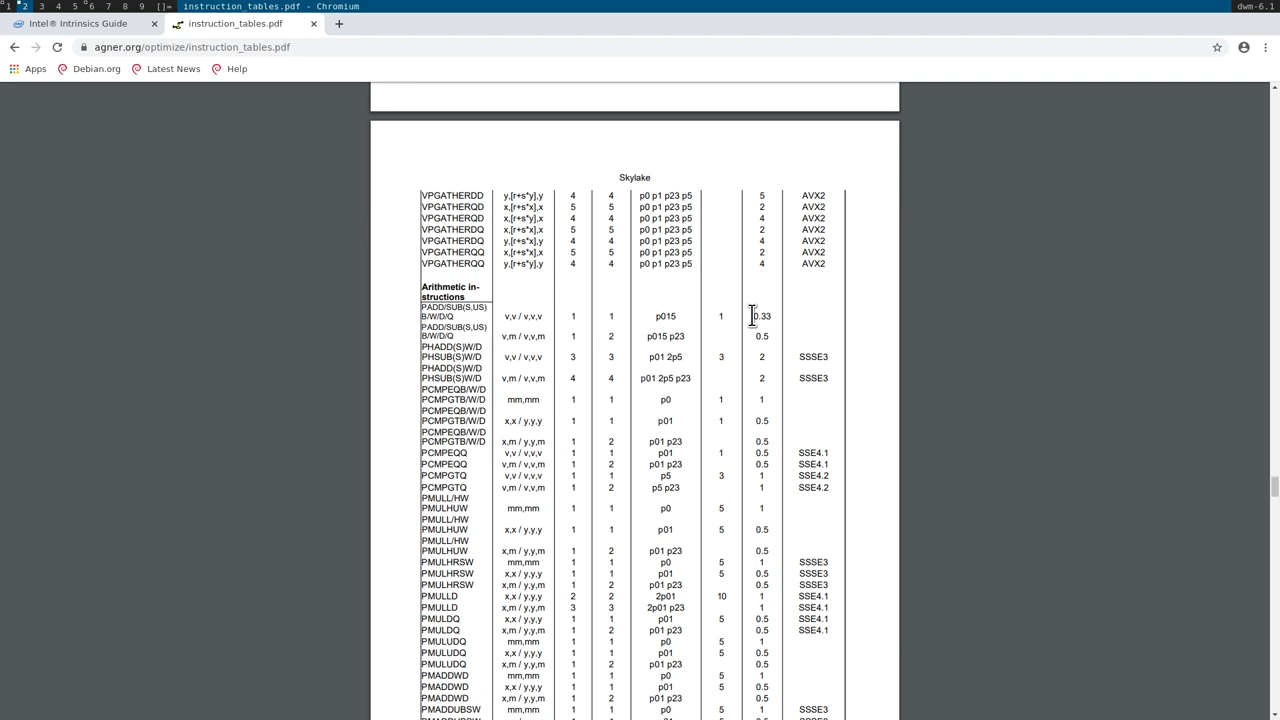 1 2 3 4 5 6 7 8 9 []= instruction_tables.pdf - Chromium dwm-6.1
Intel® Intrinsics Guide × instruction_tables.pdf × +
agner.org/optimize/instruction_tables.pdf
Apps Debian.org Latest News Help
Skylake
VPGATHERDD y,[r+s*y],y 4 4 p0 p1 p23 p5 5 AVX2
VPGATHERQD x,[r+s*x],x 5 5 p0 p1 p23 p5 2 AVX2
VPGATHERQD x,[r+s*y],x 4 4 p0 p1 p23 p5 4 AVX2
VPGATHERDQ x,[r+s*x],x 5 5 p0 p1 p23 p5 2 AVX2
VPGATHERDQ y,[r+s*x],y 4 4 p0 p1 p23 p5 4 AVX2
VPGATHERQQ x,[r+s*x],x 5 5 p0 p1 p23 p5 2 AVX2
VPGATHERQQ y,[r+s*y],y 4 4 p0 p1 p23 p5 4 AVX2
Arithmetic in-
structions
PADD/SUB(S,US)
B/W/D/Q v,v / v,v,v 1 1 p015 1 0.33
PADD/SUB(S,US)
B/W/D/Q v,m / v,v,m 1 2 p015 p23 0.5
PHADD(S)W/D
PHSUB(S)W/D v,v / v,v,v 3 3 p01 2p5 3 2 SSSE3
PHADD(S)W/D
PHSUB(S)W/D v,m / v,v,m 4 4 p01 2p5 p23 2 SSSE3
PCMPEQB/W/D
PCMPGTB/W/D mm,mm 1 1 p0 1 1
PCMPEQB/W/D
PCMPGTB/W/D x,x / y,y,y 1 1 p01 1 0.5
PCMPEQB/W/D
PCMPGTB/W/D x,m / y,y,m 1 2 p01 p23 0.5
PCMPEQQ v,v / v,v,v 1 1 p01 1 0.5 SSE4.1
PCMPEQQ v,m / v,v,m 1 2 p01 p23 0.5 SSE4.1
PCMPGTQ v,v / v,v,v 1 1 p5 3 1 SSE4.2
PCMPGTQ v,m / v,v,m 1 2 p5 p23 1 SSE4.2
PMULL/HW
PMULHUW mm,mm 1 1 p0 5 1
PMULL/HW
PMULHUW x,x / y,y,y 1 1 p01 5 0.5
PMULL/HW
PMULHUW x,m / y,y,m 1 2 p01 p23 0.5
PMULHRSW mm,mm 1 1 p0 5 1 SSSE3
PMULHRSW x,x / y,y,y 1 1 p01 5 0.5 SSSE3
PMULHRSW x,m / y,y,m 1 2 p01 p23 0.5 SSSE3
PMULLD x,x / y,y,y 2 2 2p01 10 1 SSE4.1
PMULLD x,m / y,y,m 3 3 2p01 p23 1 SSE4.1
PMULDQ x,x / y,y,y 1 1 p01 5 0.5 SSE4.1
PMULDQ x,m / y,y,m 1 2 p01 p23 0.5 SSE4.1
PMULUDQ mm,mm 1 1 p0 5 1
PMULUDQ x,x / y,y,y 1 1 p01 5 0.5
PMULUDQ x,m / y,y,m 1 2 p01 p23 0.5
PMADDWD mm,mm 1 1 p0 5 1
PMADDWD x,x / y,y,y 1 1 p01 5 0.5
PMADDWD x,m / y,y,m 1 2 p01 p23 0.5
PMADDUBSW mm,mm 1 1 p0 5 1 SSSE3